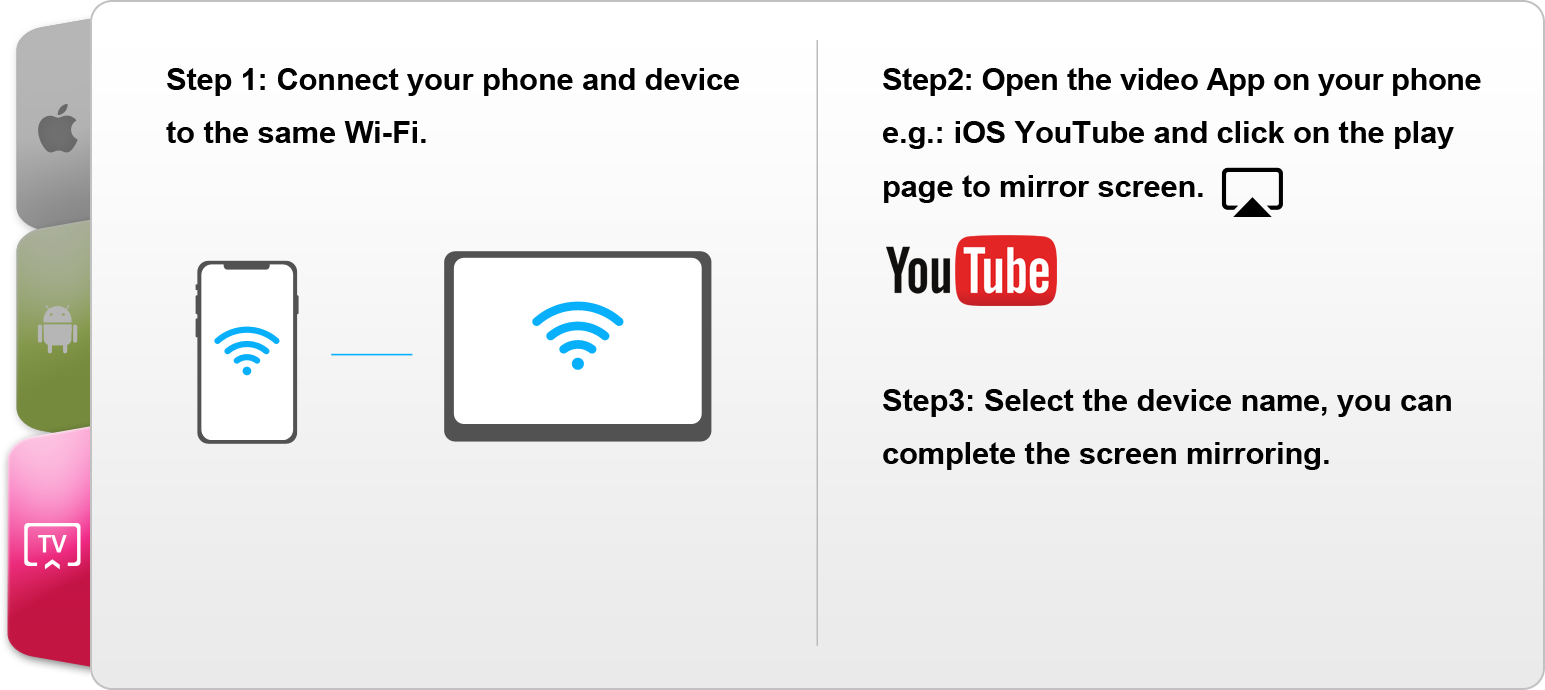 Step 1: Connect your phone and device
to the same Wi-Fi.
Step2: Open the video App on your phone
e.g.: iOS YouTube and click on the play
page to mirror screen.
YouTube
Step3: Select the device name, you can
complete the screen mirroring.
TV